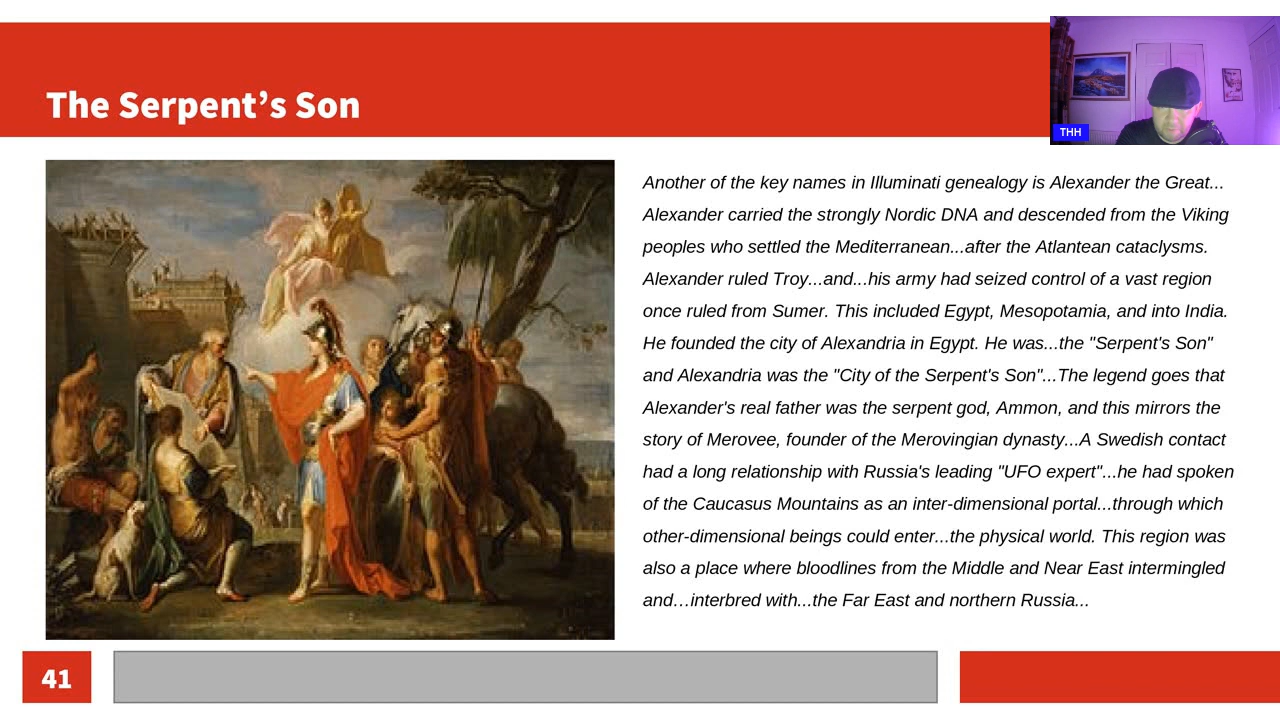 The Serpent’s Son
THH
Another of the key names in Illuminati genealogy is Alexander the Great...
Alexander carried the strongly Nordic DNA and descended from the Viking
peoples who settled the Mediterranean...after the Atlantean cataclysms.
Alexander ruled Troy...and...his army had seized control of a vast region
once ruled from Sumer. This included Egypt, Mesopotamia, and into India.
He founded the city of Alexandria in Egypt. He was...the "Serpent's Son"
and Alexandria was the "City of the Serpent's Son"...The legend goes that
Alexander's real father was the serpent god, Ammon, and this mirrors the
story of Merovee, founder of the Merovingian dynasty...A Swedish contact
had a long relationship with Russia's leading "UFO expert"...he had spoken
of the Caucasus Mountains as an inter-dimensional portal...through which
other-dimensional beings could enter...the physical world. This region was
also a place where bloodlines from the Middle and Near East intermingled
and…interbred with...the Far East and northern Russia...
41